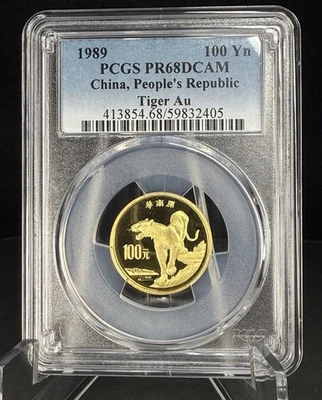 1989 100 Yn
PCGS PR68DCAM
China, People's Republic
Tiger Au
413854.68/59832405
华南虎
100元
PCGS